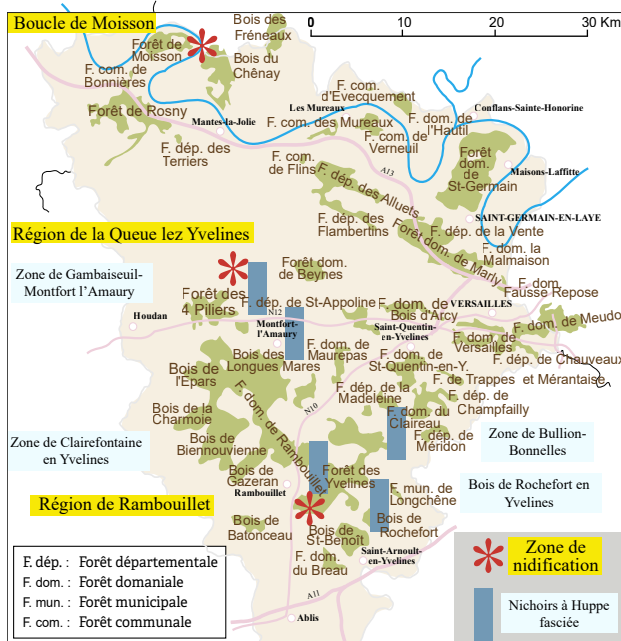 Boucle de Moisson
Bois des
Fréneaux
0 10 20 30 Km
Forêt de
Moisson
F. com. de
Bonnières
Bois du
Chênay
Forêt de Rosny
Mantes-la-Jolie
F. dép. des
Terriers
F. com.
d'Evecquement
Les Mureaux
F. com. des Mureaux
F. com. de
Verneuil
F. dom. de
l'Hautil
Conflans-Sainte-Honorine
F. com.
de Flins
A13
Forêt
dom.
de
St-Germain
Maisons-Laffitte
F. dép. des Alluets
F. dép. des
Flambertins
SAINT-GERMAIN-EN-LAYE
F. dép. de la Vente
Forêt dom. de Marly
F. dom. la
Malmaison
Région de la Queue lez Yvelines
Zone de Gambaiseuil-
Montfort l'Amaury
Forêt dom.
de Beynes
F. dom.
Fausse Repose
Forêt des
4 Piliers
F. dép. de St-Appoline
F. dom. de
Bois d'Arcy
VERSAILLES
Houdan
N12
Montfort-
l'Amaury
Saint-Quentin-
en-Yvelines
F. dom. de Meudo
F. dom. de
Versailles
F. dom. de
Maurepas
Bois des
Longues Mares
F. dom. de
St-Quentin-en-Y.
F. dép. de Chauveaux
Bois de
l'Epars
F. de Trappes et Mérantaise
F. dép. de la
Madeleine
F. dép. de
Champfailly
N10
Bois de la
Charmoie
F. dom. de Rambouillet
F. dom. du
Claireau
F. dép. de
Méridon
Zone de Clairefontaine
en Yvelines
Bois de
Biennouvienne
Zone de Bullion-
Bonnelles
Bois de
Gazeran
Forêt des
Yvelines
Rambouillet
Bois de Rochefort en
Yvelines
F. mun. de
Longchêne
Région de Rambouillet
Bois de
Batonceau
Bois de
St-Benoît
Bois de
Rochefort
F. dom.
du Breau
Saint-Arnoult-
en-Yvelines
A11
Ablis
F. dép. : Forêt départementale
F. dom. : Forêt domaniale
F. mun. : Forêt municipale
F. com. : Forêt communale
Zone de
nidification
Nichoirs à Huppe
fasciée